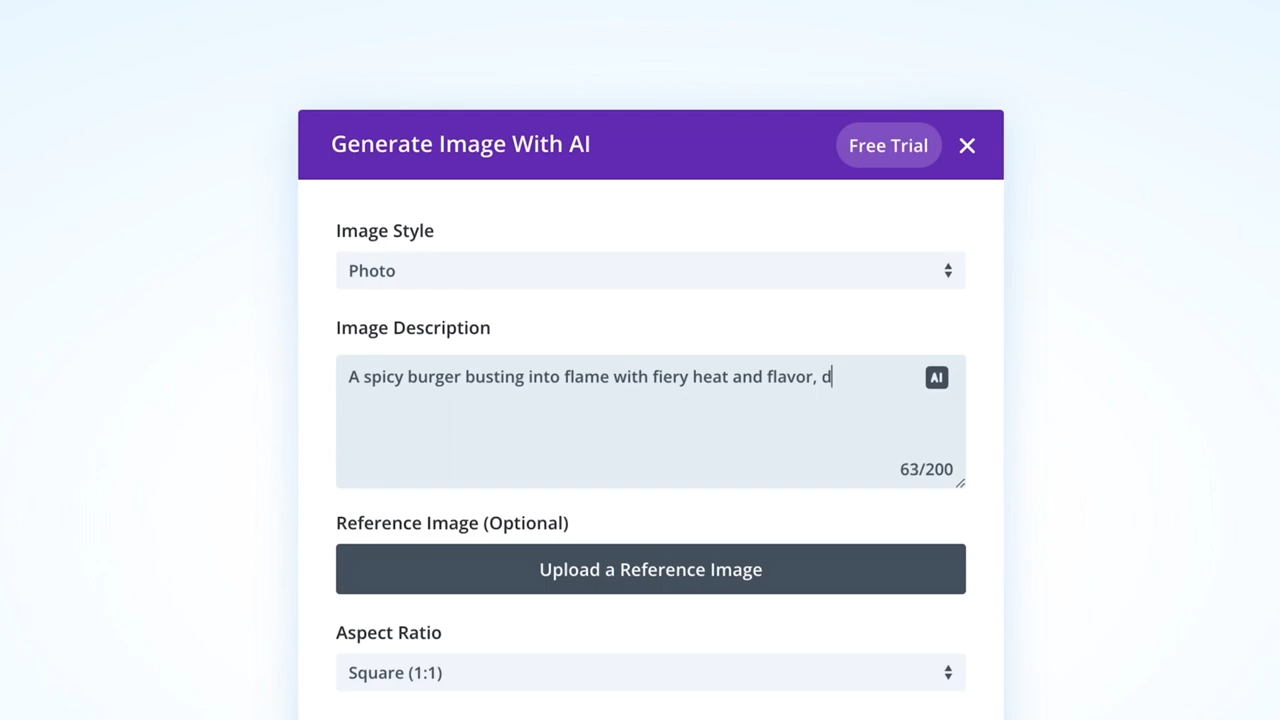 Generate Image With AI
Free Trial
Image Style
Photo
Image Description
A spicy burger busting into flame with fiery heat and flavor, d
AI
63/200
Reference Image (Optional)
Upload a Reference Image
Aspect Ratio
Square (1:1)